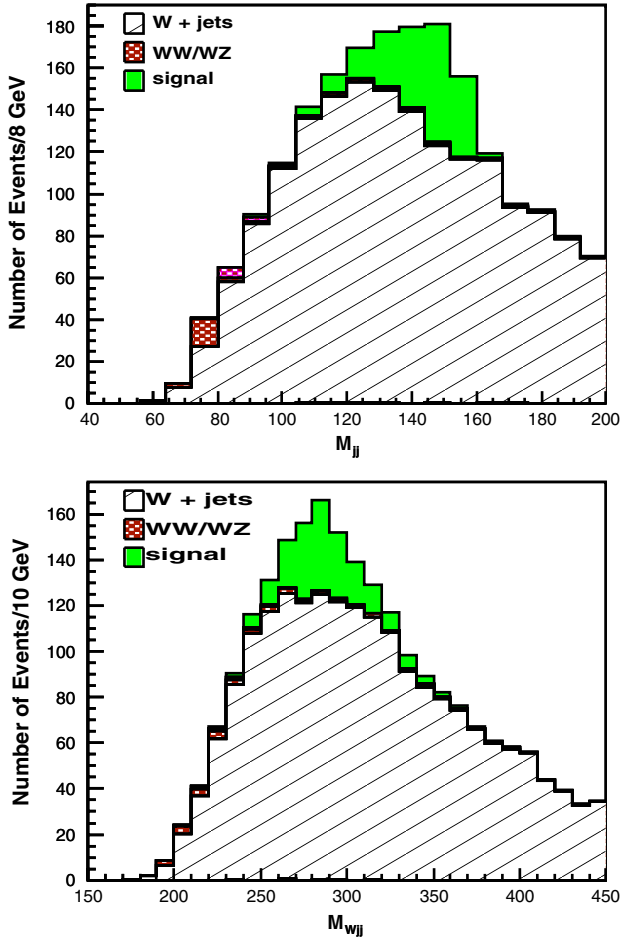 Number of Events/8 GeV
180
160
140
120
100
80
60
40
20
0
W + jets
WW/WZ
signal
40 60 80 100 120 140 160 180 200
M_jj
Number of Events/10 GeV
160
140
120
100
80
60
40
20
0
W + jets
WW/WZ
signal
150 200 250 300 350 400 450
M_Wjj